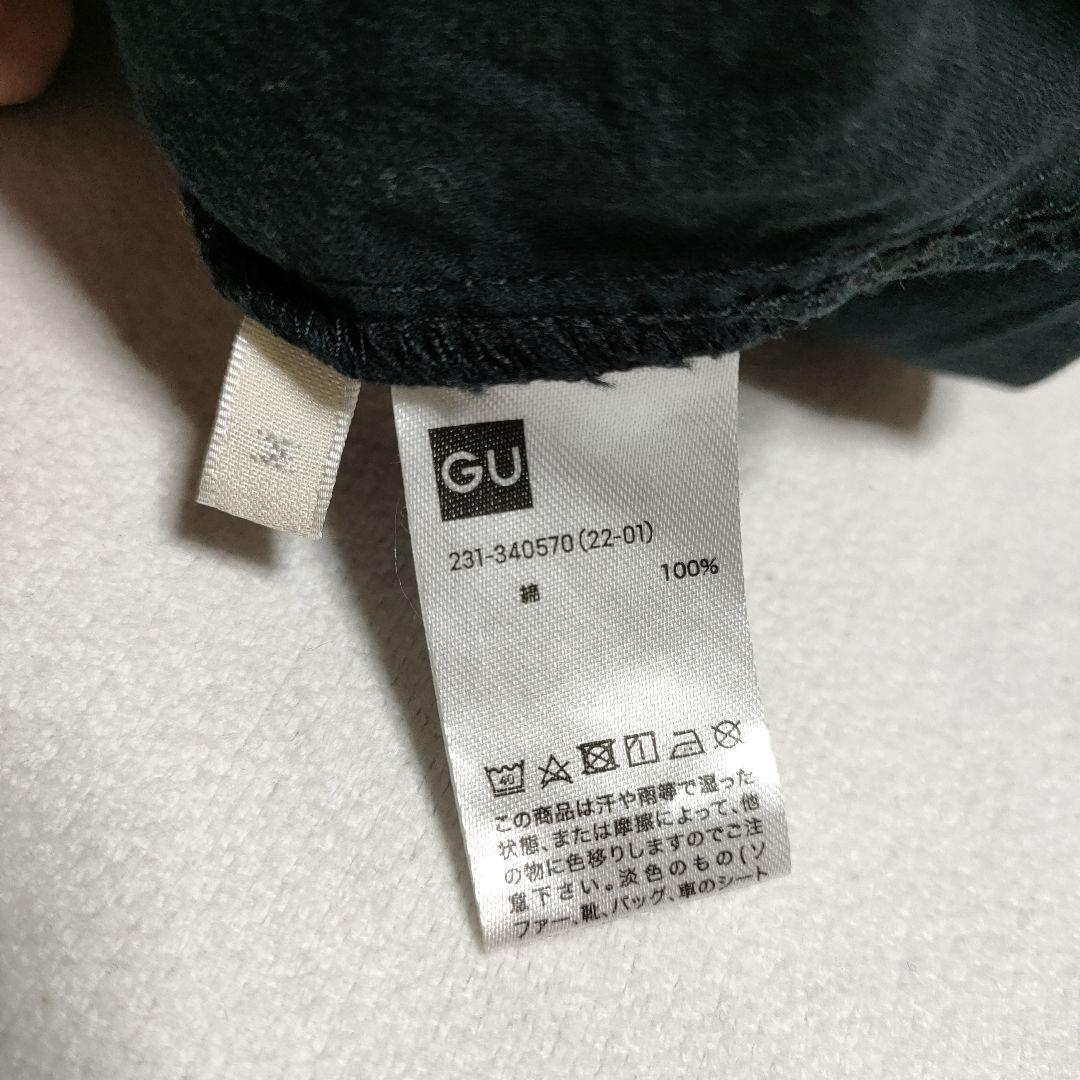 GU
231-340570(22-01)
綿 100%
40
この商品は汗や雨等で湿った
状態、または摩擦によって、他
の物に色移りしますのでご注
意下さい。淡色のもの(ソ
ファー、靴、バッグ、車のシート